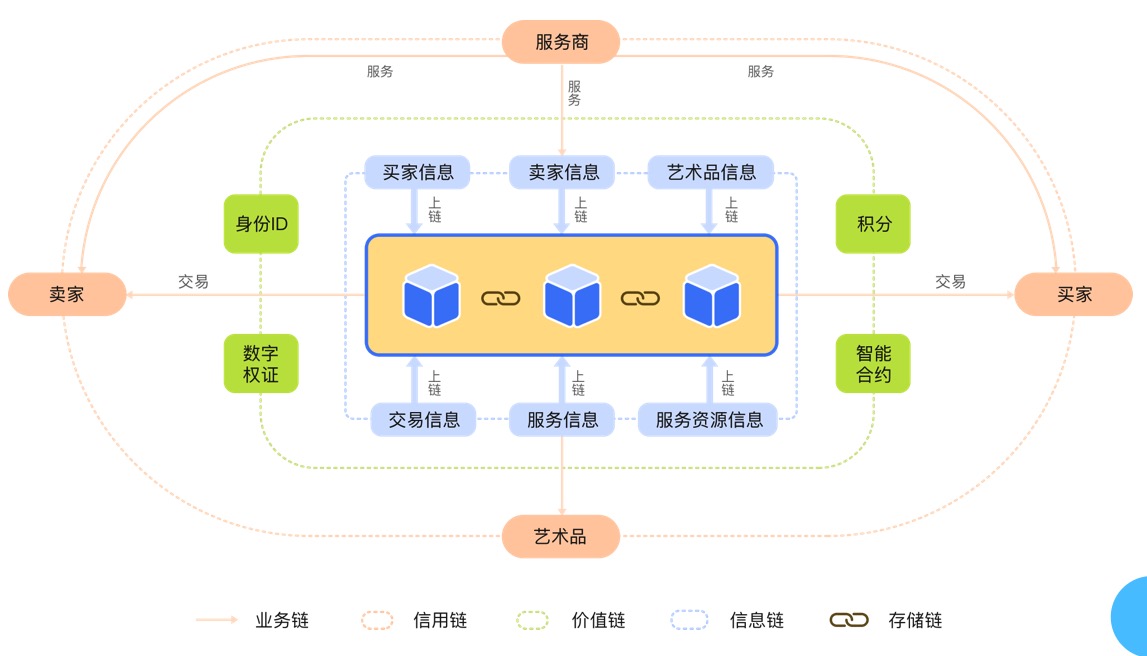 服务商
服务
服务
服务
买家信息
卖家信息
艺术品信息
上链
上链
上链
身份ID
积分
卖家
交易
交易
买家
数字
权证
智能
合约
上链
上链
上链
交易信息
服务信息
服务资源信息
艺术品
业务链
信用链
价值链
信息链
存储链